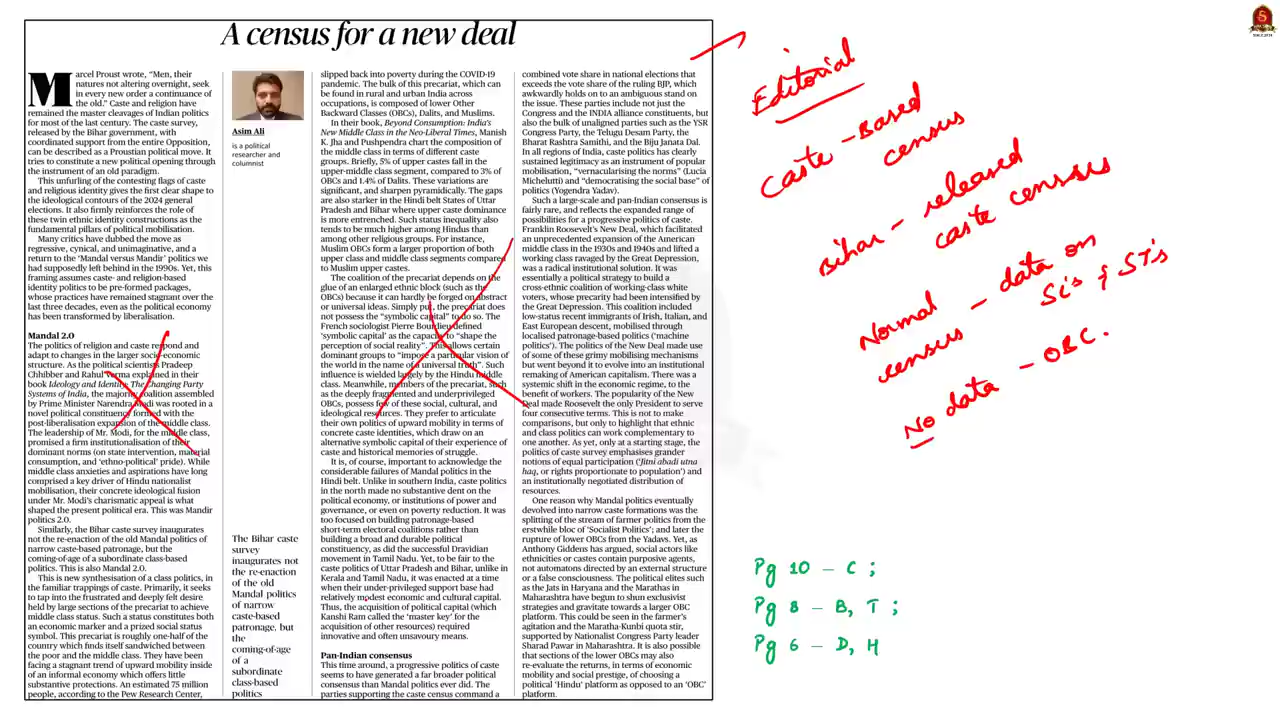 A census for a new deal
Marcel Proust wrote, “Men, their
natures not altering overnight, seek
in every new order a continuance of
the old.” Caste and religion have
remained the master cleavages of Indian politics
for most of the last century. The caste survey,
released by the Bihar government, with
coordinated support from the entire Opposition,
can be described as a Proustian political move. It
tries to constitute a new political opening through
the instrument of an old paradigm.
This unfurling of the contesting flags of caste
and religious identity gives the first clear shape to
the ideological contours of the 2024 general
elections. It also firmly reinforces the role of
these twin ethnic identity constructions as the
fundamental pillars of political mobilisation.
Many critics have dubbed the move as
regressive, cynical, and unimaginative, and a
return to the ‘Mandal versus Mandir’ politics we
had supposedly left behind in the 1990s. Yet, this
framing assumes caste- and religion-based
identity politics to be pre-formed packages,
whose practices have remained stagnant over the
last three decades, even as the political economy
has been transformed by liberalisation.
Mandal 2.0
The politics of religion and caste respond and
adapt to changes in the larger socio-economic
structure. As the political scientists Pradeep
Chhibber and Rahul Verma explained in their
book Ideology and Identity: The Changing Party
Systems of India, the majority coalition assembled
by Prime Minister Narendra Modi was rooted in a
novel political constituency formed with the
post-liberalisation expansion of the middle class.
The leadership of Mr. Modi, for the middle class,
promised a firm institutionalisation of their
dominant norms (on state intervention, material
consumption, and ‘ethno-political’ pride). While
middle class anxieties and aspirations have long
comprised a key driver of Hindu nationalist
mobilisation, their concrete ideological fusion
under Mr. Modi’s charismatic appeal is what
shaped the present political era. This was Mandir
politics 2.0.
Similarly, the Bihar caste survey inaugurates
not the re-enaction of the old Mandal politics of
narrow caste-based patronage, but the
coming-of-age of a subordinate class-based
politics. This is also Mandal 2.0.
This is new synthesisation of a class politics, in
the familiar trappings of caste. Primarily, it seeks
to tap into the frustrated and deeply felt desire
held by large sections of the precariat to achieve
middle class status. Such a status constitutes both
an economic marker and a prized social status
symbol. This precariat is roughly one-half of the
country which finds itself sandwiched between
the poor and the middle class. They have been
facing a stagnant trend of upward mobility inside
of an informal economy which offers little
substantive protections. An estimated 75 million
people, according to the Pew Research Center,
Asim Ali
is a political
researcher and
columnist
The Bihar caste
survey
inaugurates not
the re-enaction
of the old
Mandal politics
of narrow
caste-based
patronage, but
the
coming-of-age
of a
subordinate
class-based
politics
slipped back into poverty during the COVID-19
pandemic. The bulk of this precariat, which can
be found in rural and urban India across
occupations, is composed of lower Other
Backward Classes (OBCs), Dalits, and Muslims.
In their book, Beyond Consumption: India’s
New Middle Class in the Neo-Liberal Times, Manish
K. Jha and Pushpendra chart the composition of
the middle class in terms of different caste
groups. Briefly, 5% of upper castes fall in the
upper-middle class segment, compared to 3% of
OBCs and 1.4% of Dalits. These variations are
significant, and sharpen pyramidically. The gaps
are also starker in the Hindi belt States of Uttar
Pradesh and Bihar where upper caste dominance
is more entrenched. Such status inequality also
tends to be much higher among Hindus than
among other religious groups. For instance,
Muslim OBCs form a larger proportion of both
upper class and middle class segments compared
to Muslim upper castes.
The coalition of the precariat depends on the
glue of an enlarged ethnic block (such as the
OBCs) because it can hardly be forged on abstract
or universal ideas. Simply put, the precariat does
not possess the “symbolic capital” to do so. The
French sociologist Pierre Bourdieu defined
‘symbolic capital’ as the capacity to “shape the
perception of social reality”. This allows certain
dominant groups to “impose a particular vision of
the world in the name of a universal truth”. Such
influence is wielded largely by the Hindu middle
class. Meanwhile, members of the precariat, such
as the deeply fragmented and underprivileged
OBCs, possess few of these social, cultural, and
ideological resources. They prefer to articulate
their own politics of upward mobility in terms of
concrete caste identities, which draw on an
alternative symbolic capital of their experience of
caste and historical memories of struggle.
It is, of course, important to acknowledge the
considerable failures of Mandal politics in the
Hindi belt. Unlike in southern India, caste politics
in the north made no substantive dent on the
political economy, or institutions of power and
governance, or even on poverty reduction. It was
too focused on building patronage-based
short-term electoral coalitions rather than
building a broad and durable political
constituency, as did the successful Dravidian
movement in Tamil Nadu. Yet, to be fair to the
caste politics of Uttar Pradesh and Bihar, unlike in
Kerala and Tamil Nadu, it was enacted at a time
when their under-privileged support base had
relatively modest economic and cultural capital.
Thus, the acquisition of political capital (which
Kanshi Ram called the ‘master key’ for the
acquisition of other resources) required
innovative and often unsavoury means.
Pan-Indian consensus
This time around, a progressive politics of caste
seems to have generated a far broader political
consensus than Mandal politics ever did. The
parties supporting the caste census command a
combined vote share in national elections that
exceeds the vote share of the ruling BJP, which
awkwardly holds on to an ambiguous stand on
the issue. These parties include not just the
Congress and the INDIA alliance constituents, but
also the bulk of unaligned parties such as the YSR
Congress Party, the Telugu Desam Party, the
Bharat Rashtra Samithi, and the Biju Janata Dal.
In all regions of India, caste politics has clearly
sustained legitimacy as an instrument of popular
mobilisation, “vernacularising the norms” (Lucia
Michelutti) and “democratising the social base” of
politics (Yogendra Yadav).
Such a large-scale and pan-Indian consensus is
fairly rare, and reflects the expanded range of
possibilities for a progressive politics of caste.
Franklin Roosevelt’s New Deal, which facilitated
an unprecedented expansion of the American
middle class in the 1930s and 1940s and lifted a
working class ravaged by the Great Depression,
was a radical institutional solution. It was
essentially a political strategy to build a
cross-ethnic coalition of working-class white
voters, whose precarity had been intensified by
the Great Depression. This coalition included
low-status recent immigrants of Irish, Italian, and
East European descent, mobilised through
localised patronage-based politics (‘machine
politics’). The politics of the New Deal made use
of some of these grimy mobilising mechanisms
but went beyond it to evolve into an institutional
remaking of American capitalism. There was a
systemic shift in the economic regime, to the
benefit of workers. The popularity of the New
Deal made Roosevelt the only President to serve
four consecutive terms. This is not to make
comparisons, but only to highlight that ethnic
and class politics can work complementary to
one another. As yet, only at a starting stage, the
politics of caste survey emphasises grander
notions of equal participation (‘Jitni abadi utna
haq, or rights proportionate to population’) and
an institutionally negotiated distribution of
resources.
One reason why Mandal politics eventually
devolved into narrow caste formations was the
splitting of the stream of farmer politics from the
erstwhile bloc of ‘Socialist Politics’; and later the
rupture of lower OBCs from the Yadavs. Yet, as
Anthony Giddens has argued, social actors like
ethnicities or castes contain purposive agents,
not automatons directed by an external structure
or a false consciousness. The political elites such
as the Jats in Haryana and the Marathas in
Maharashtra have begun to shun exclusivist
strategies and gravitate towards a larger OBC
platform. This could be seen in the farmer’s
agitation and the Maratha-Kunbi quota stir,
supported by Nationalist Congress Party leader
Sharad Pawar in Maharashtra. It is also possible
that sections of the lower OBCs may also
re-evaluate the returns, in terms of economic
mobility and social prestige, of choosing a
political ‘Hindu’ platform as opposed to an ‘OBC’
platform.
Editorial
Caste-Based
census
Bihar - released
caste census
Normal - data on
census SC's & ST's
No data - OBC.
Pg 10 - C ;
Pg 8 - B, T ;
Pg 6 - D, H